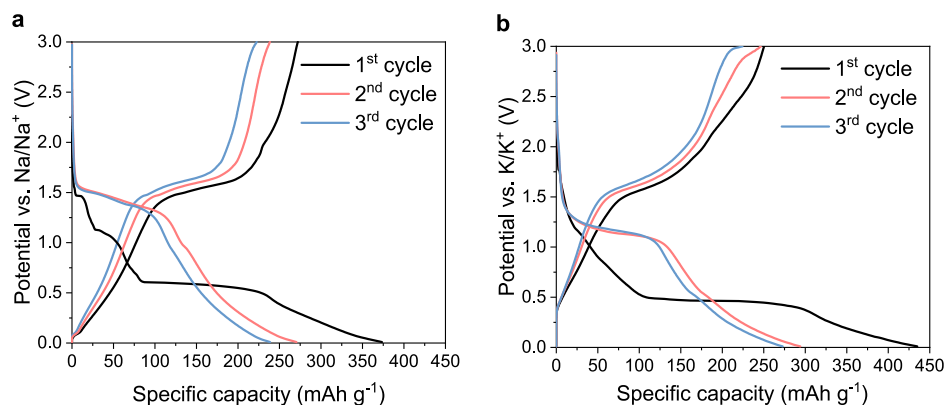 a
3.0
2.5
2.0
1.5
1.0
0.5
0.0
Potential vs. Na/Na⁺ (V)
1ˢᵗ cycle
2ⁿᵈ cycle
3ʳᵈ cycle
0 50 100 150 200 250 300 350 400 450
Specific capacity (mAh g⁻¹)
b
3.0
2.5
2.0
1.5
1.0
0.5
0.0
Potential vs. K/K⁺ (V)
1ˢᵗ cycle
2ⁿᵈ cycle
3ʳᵈ cycle
0 50 100 150 200 250 300 350 400 450
Specific capacity (mAh g⁻¹)